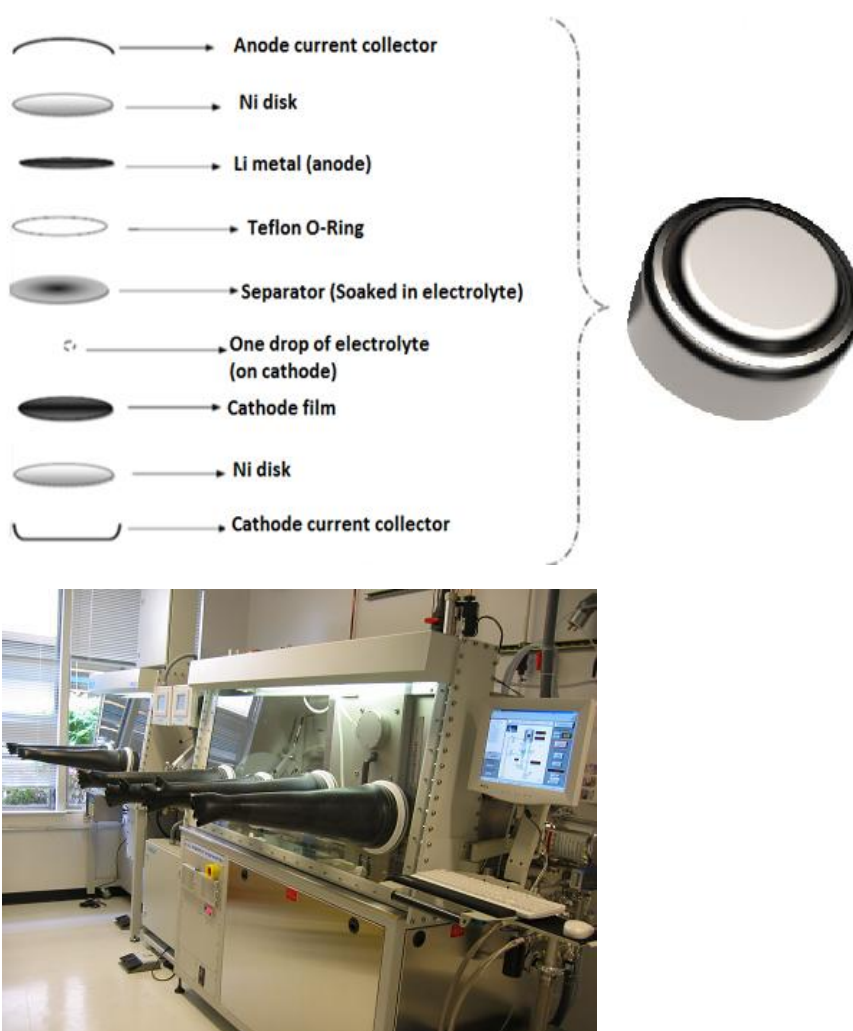 Anode current collector
Ni disk
Li metal (anode)
Teflon O-Ring
Separator (Soaked in electrolyte)
One drop of electrolyte
(on cathode)
Cathode film
Ni disk
Cathode current collector